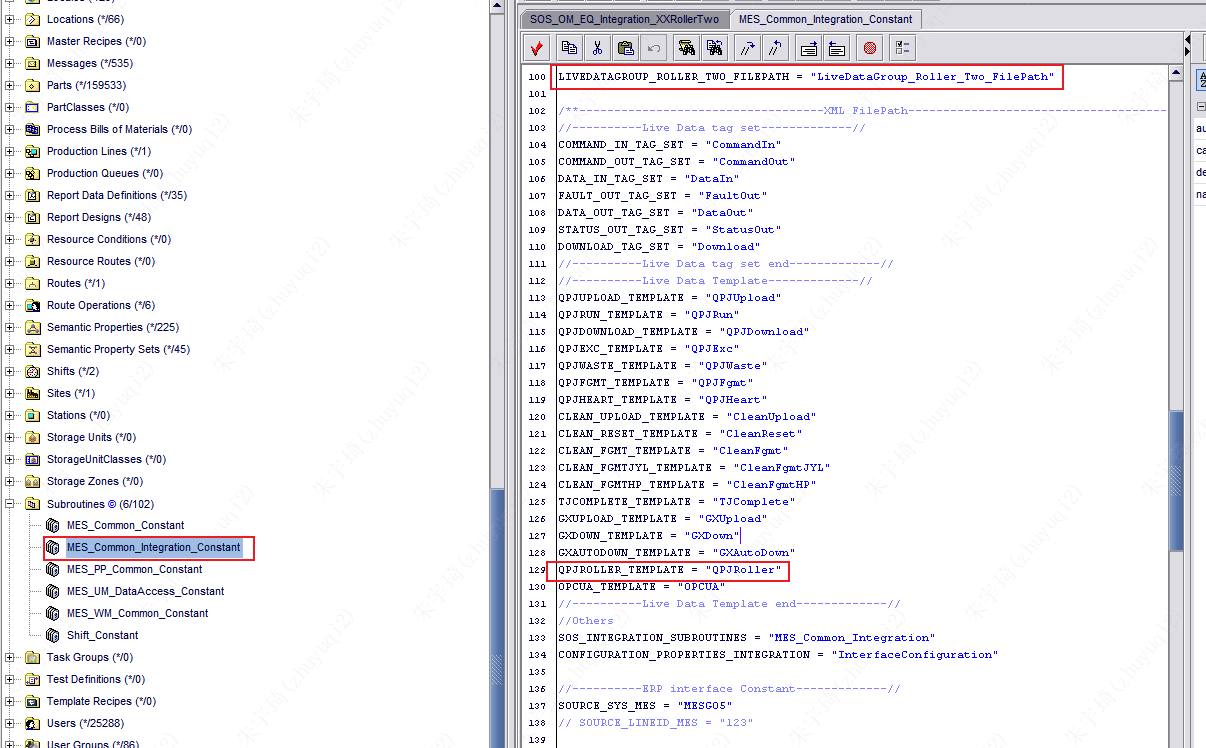 Locations (*/66)
Master Recipes (*/0)
Messages (*/535)
Parts (*/159533)
PartClasses (*/0)
Process Bills of Materials (*/0)
Production Lines (*/1)
Production Queues (*/0)
Report Data Definitions (*/35)
Report Designs (*/48)
Resource Conditions (*/0)
Resource Routes (*/0)
Routes (*/1)
Route Operations (*/6)
Semantic Properties (*/225)
Semantic Property Sets (*/45)
Shifts (*/2)
Sites (*/1)
Stations (*/0)
Storage Units (*/0)
StorageUnitClasses (*/0)
Storage Zones (*/0)
Subroutines © (6/102)
MES_Common_Constant
MES_Common_Integration_Constant
MES_PP_Common_Constant
MES_UM_DataAccess_Constant
MES_WM_Common_Constant
Shift_Constant
Task Groups (*/0)
Test Definitions (*/0)
Template Recipes (*/0)
Users (*/25288)
User Groups (*/86)
SOS_OM_EQ_Integration_XXRollerTwo MES_Common_Integration_Constant
100 LIVEDATAGROUP_ROLLER_TWO_FILEPATH = "LiveDataGroup_Roller_Two_FilePath"
101
102 /**-----------------------------------XML FilePath-------------------------------------
103 //-----------Live Data tag set-------------//
104 COMMAND_IN_TAG_SET = "CommandIn"
105 COMMAND_OUT_TAG_SET = "CommandOut"
106 DATA_IN_TAG_SET = "DataIn"
107 FAULT_OUT_TAG_SET = "FaultOut"
108 DATA_OUT_TAG_SET = "DataOut"
109 STATUS_OUT_TAG_SET = "StatusOut"
110 DOWNLOAD_TAG_SET = "Download"
111 //-----------Live Data tag set end-------------//
112 //-----------Live Data Template-------------//
113 QPJUPLOAD_TEMPLATE = "QPJUpload"
114 QPJRUN_TEMPLATE = "QPJRun"
115 QPJDOWNLOAD_TEMPLATE = "QPJDownload"
116 QPJEXC_TEMPLATE = "QPJExc"
117 QPJWASTE_TEMPLATE = "QPJWaste"
118 QPJFGMT_TEMPLATE = "QPJFgmt"
119 QPJHEART_TEMPLATE = "QPJHeart"
120 CLEAN_UPLOAD_TEMPLATE = "CleanUpload"
121 CLEAN_RESET_TEMPLATE = "CleanReset"
122 CLEAN_FGMT_TEMPLATE = "CleanFgmt"
123 CLEAN_FGMTJYL_TEMPLATE = "CleanFgmtJYL"
124 CLEAN_FGMTHP_TEMPLATE = "CleanFgmtHP"
125 TJCOMPLETE_TEMPLATE = "TJComplete"
126 GXUPLOAD_TEMPLATE = "GXUpload"
127 GXDOWN_TEMPLATE = "GXDown"
128 GXAUTODOWN_TEMPLATE = "GXAutoDown"
129 QPJROLLER_TEMPLATE = "QPJRoller"
130 OPCUA_TEMPLATE = "OPCUA"
131 //-----------Live Data Template end-------------//
132 //Others
133 SOS_INTEGRATION_SUBROUTINES = "MES_Common_Integration"
134 CONFIGURATION_PROPERTIES_INTEGRATION = "InterfaceConfiguration"
135
136 //-----------ERP interface Constant-------------//
137 SOURCE_SYS_MES = "MESG05"
138 // SOURCE_LINEID_MES = "123"
139
au
ca
de
na
朱宇琦(zhuyuqi2)